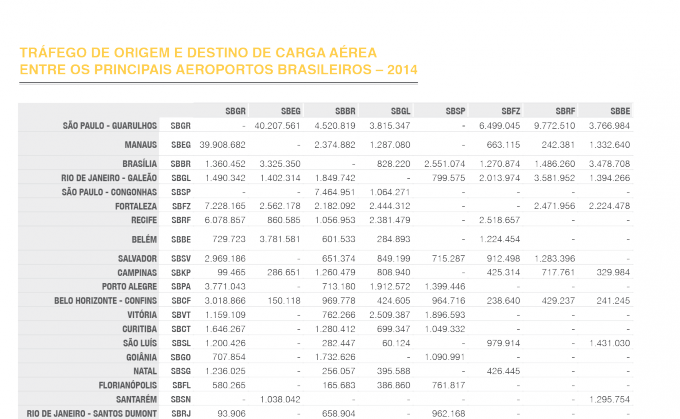 TRÁFEGO DE ORIGEM E DESTINO DE CARGA AÉREA
ENTRE OS PRINCIPAIS AEROPORTOS BRASILEIROS – 2014
SBGR SBEG SBBR SBGL SBSP SBFZ SBRF SBBE
SÃO PAULO - GUARULHOS SBGR - 40.207.561 4.520.819 3.815.347 - 6.499.045 9.772.510 3.766.984
MANAUS SBEG 39.908.682 - 2.374.882 1.287.080 - 663.115 242.381 1.332.640
BRASÍLIA SBBR 1.360.452 3.325.350 - 828.220 2.551.074 1.270.874 1.486.260 3.478.708
RIO DE JANEIRO - GALEÃO SBGL 1.490.342 1.402.314 1.849.742 - 799.575 2.013.974 3.581.952 1.394.266
SÃO PAULO - CONGONHAS SBSP - - 7.464.951 1.064.271 - - - -
FORTALEZA SBFZ 7.228.165 2.562.178 2.182.092 2.444.312 - - 2.471.956 2.224.478
RECIFE SBRF 6.078.857 860.585 1.056.953 2.381.479 - 2.518.657 - -
BELÉM SBBE 729.723 3.781.581 601.533 284.893 - 1.224.454 - -
SALVADOR SBSV 2.969.186 - 651.374 849.199 715.287 912.498 1.283.396 -
CAMPINAS SBKP 99.465 286.651 1.260.479 808.940 - 425.314 717.761 329.984
PORTO ALEGRE SBPA 3.771.043 - 713.180 1.912.572 1.399.446 - - -
BELO HORIZONTE - CONFINS SBCF 3.018.866 150.118 969.778 424.605 964.716 238.640 429.237 241.245
VITÓRIA SBVT 1.159.109 - 762.266 2.509.387 1.896.593 - - -
CURITIBA SBCT 1.646.267 - 1.280.412 699.347 1.049.332 - - -
SÃO LUÍS SBSL 1.200.426 - 282.447 60.124 - 979.914 - 1.431.030
GOIÂNIA SBGO 707.854 - 1.732.626 - 1.090.991 - - -
NATAL SBSG 1.236.025 - 256.057 395.588 - 426.445 - -
FLORIANÓPOLIS SBFL 580.265 - 165.683 386.860 761.817 - - -
SANTARÉM SBSN - 1.038.042 - - - - - 1.295.754
RIO DE JANEIRO - SANTOS DUMONT SBRJ 93.906 - 658.904 - 962.168 - - -